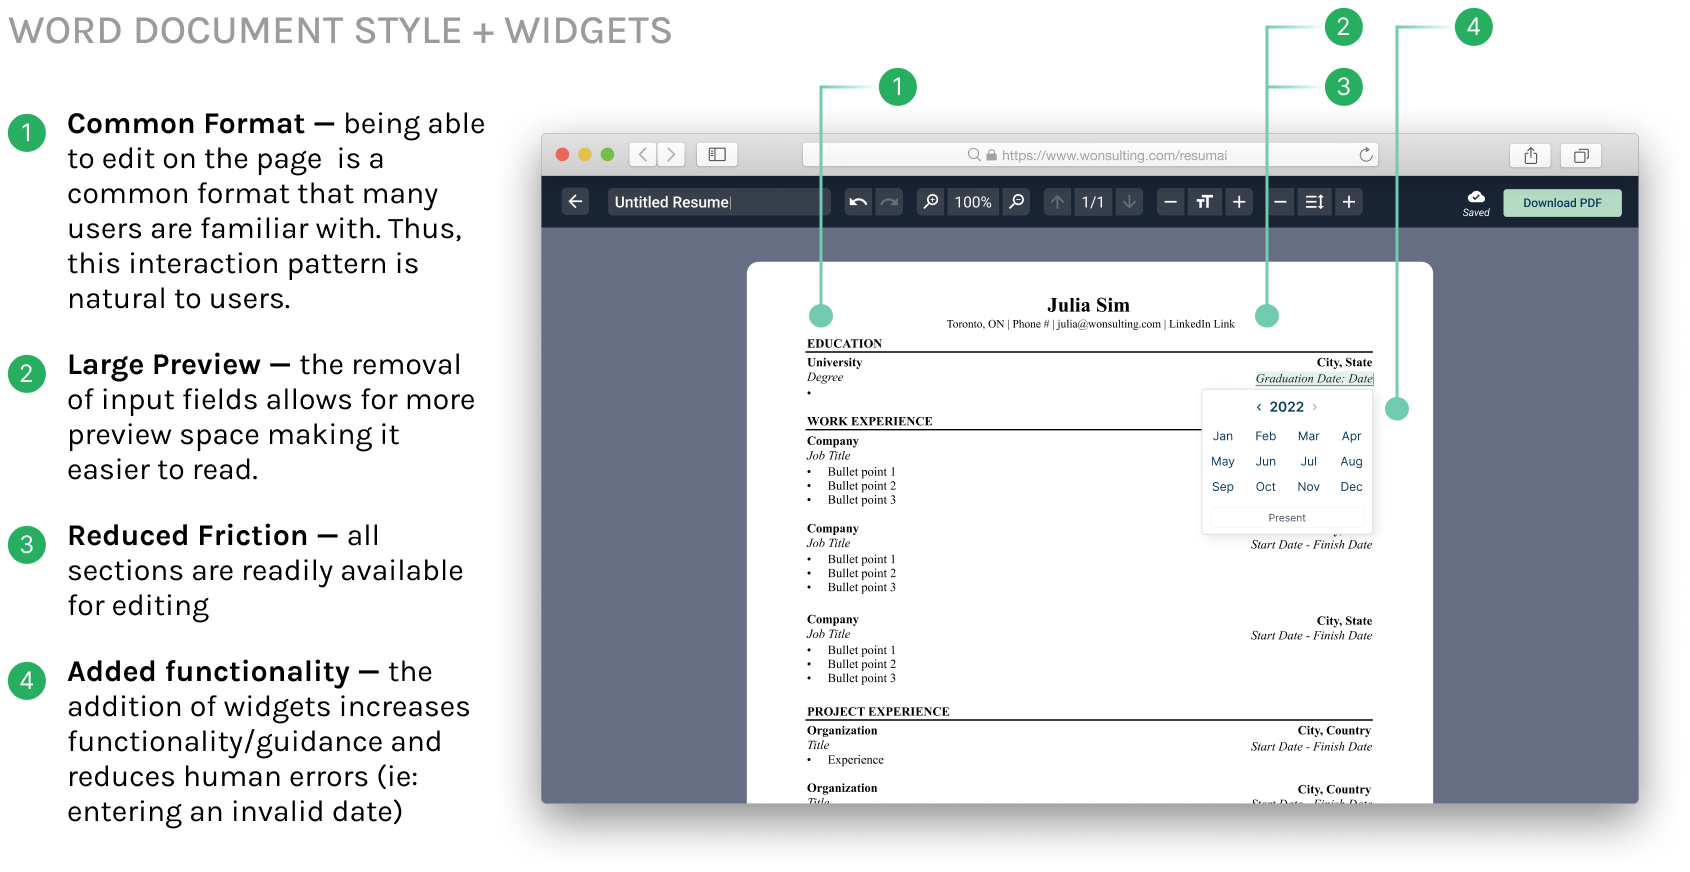 WORD DOCUMENT STYLE + WIDGETS
1
Common Format — being able
to edit on the page is a
common format that many
users are familiar with. Thus,
this interaction pattern is
natural to users.
2
Large Preview — the removal
of input fields allows for more
preview space making it
easier to read.
3
Reduced Friction — all
sections are readily available
for editing
4
Added functionality — the
addition of widgets increases
functionality/guidance and
reduces human errors (ie:
entering an invalid date)
1
2
3
4
https://www.wonsulting.com/resumai
Untitled Resume
100%
1/1
Saved
Download PDF
Julia Sim
Toronto, ON | Phone # | julia@wonsulting.com | LinkedIn Link
EDUCATION
University City, State
Degree Graduation Date: Date
•
‹ 2022 ›
Jan Feb Mar Apr
May Jun Jul Aug
Sep Oct Nov Dec
Present
WORK EXPERIENCE
Company
Job Title
• Bullet point 1
• Bullet point 2
• Bullet point 3
Company
Job Title Start Date - Finish Date
• Bullet point 1
• Bullet point 2
• Bullet point 3
Company City, State
Job Title Start Date - Finish Date
• Bullet point 1
• Bullet point 2
• Bullet point 3
PROJECT EXPERIENCE
Organization City, Country
Title Start Date - Finish Date
• Experience
Organization City, Country
Title Start Date - Finish Date